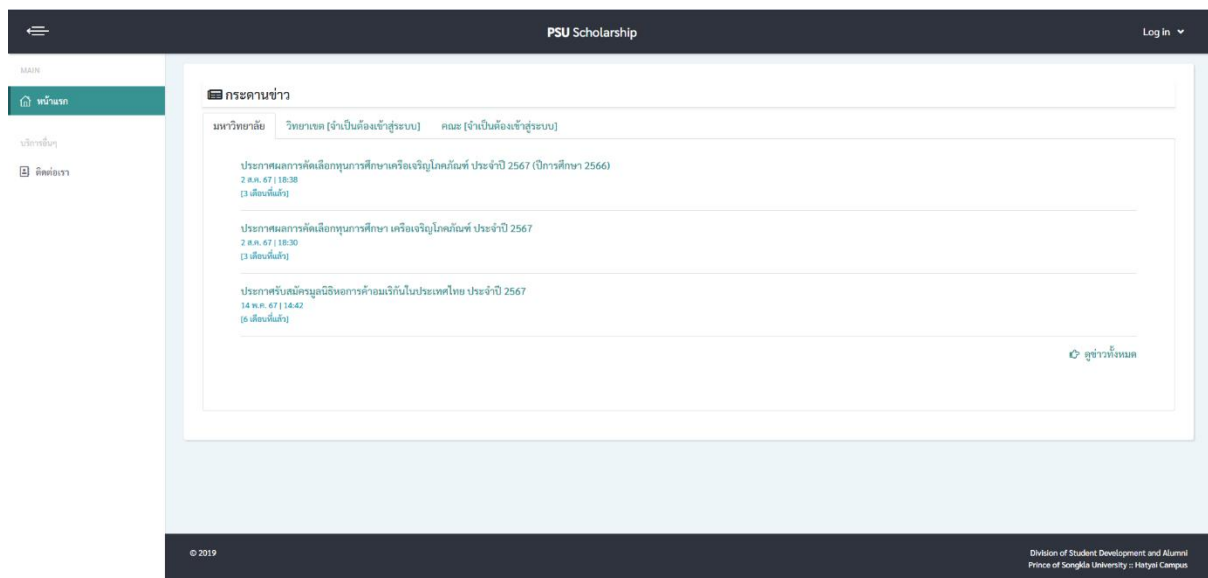 PSU Scholarship
Log in
MAIN
หน้าแรก
บริการอื่นๆ
ติดต่อเรา
กระดานข่าว
มหาวิทยาลัย วิทยาเขต [จำเป็นต้องเข้าสู่ระบบ] คณะ [จำเป็นต้องเข้าสู่ระบบ]
ประกาศผลการคัดเลือกทุนการศึกษาเครือเจริญโภคภัณฑ์ ประจำปี 2567 (ปีการศึกษา 2566)
2 ส.ค. 67 | 18:38
[3 เดือนที่แล้ว]
ประกาศผลการคัดเลือกทุนการศึกษา เครือเจริญโภคภัณฑ์ ประจำปี 2567
2 ส.ค. 67 | 18:30
[3 เดือนที่แล้ว]
ประกาศรับสมัครมูลนิธิหอการค้าอเมริกันในประเทศไทย ประจำปี 2567
14 พ.ค. 67 | 14:42
[6 เดือนที่แล้ว]
ดูข่าวทั้งหมด
© 2019
Division of Student Development and Alumni
Prince of Songkla University :: Hatyai Campus